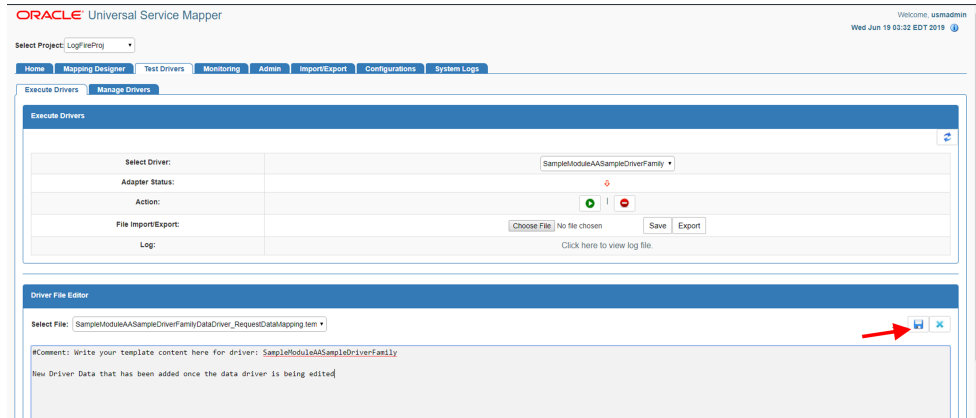 ORACLE® Universal Service Mapper
Welcome, usmadmin
Wed Jun 19 03:32 EDT 2019
Select Project: LogFireProj
Home Mapping Designer Test Drivers Monitoring Admin Import/Export Configurations System Logs
Execute Drivers Manage Drivers
Execute Drivers
Select Driver: SampleModuleAASampleDriverFamily
Adapter Status:
Action: |
File Import/Export: Choose File No file chosen Save Export
Log: Click here to view log file.
Driver File Editor
Select File: SampleModuleAASampleDriverFamilyDataDriver_RequestDataMapping.tem
#Comment: Write your template content here for driver: SampleModuleAASampleDriverFamily
New Driver Data that has been added once the data driver is being edited